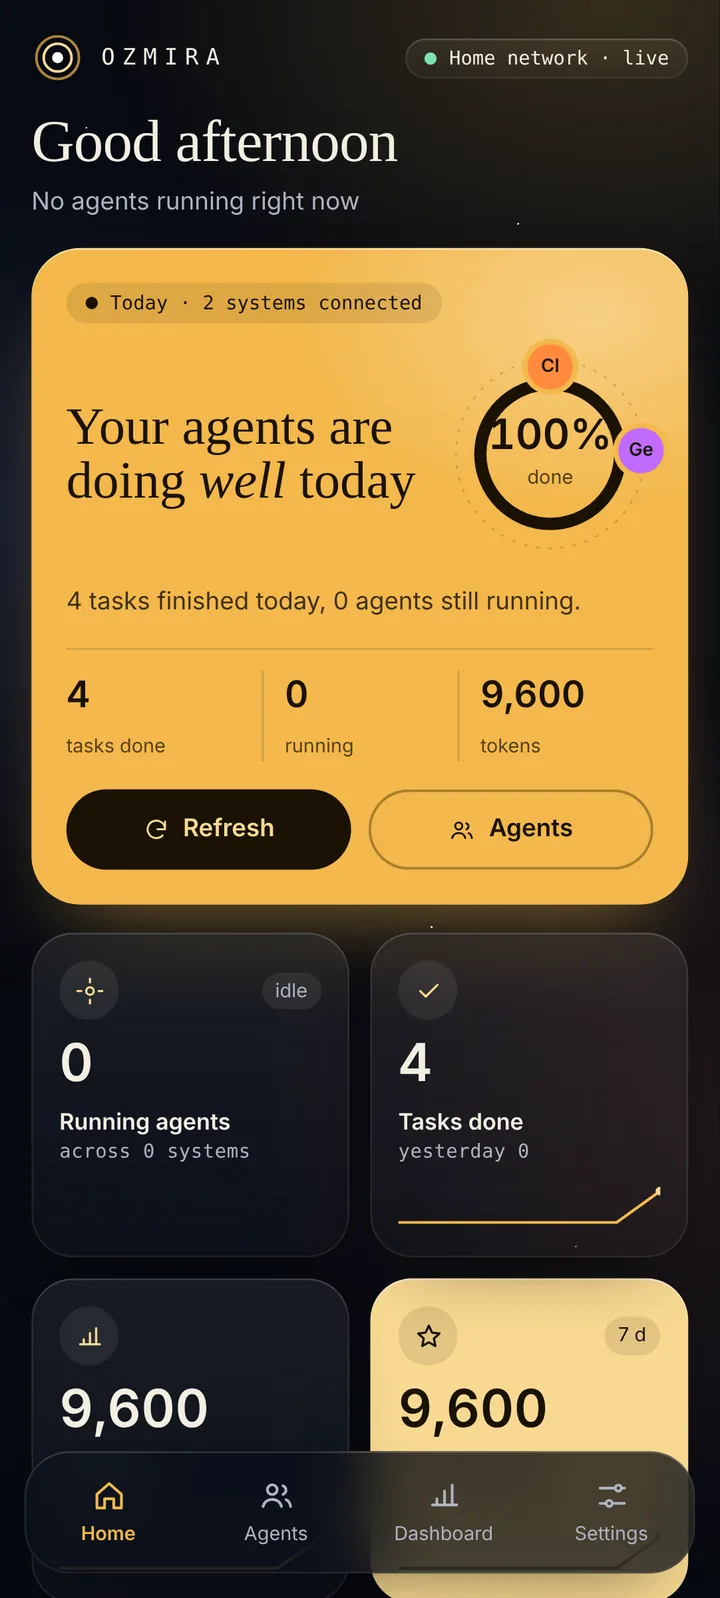 OZMIRA
Home network · live
Good afternoon
No agents running right now
Today · 2 systems connected
Cl
Your agents are
doing well today
100%
done
Ge
4 tasks finished today, 0 agents still running.
4
tasks done
0
running
9,600
tokens
Refresh
Agents
idle
0
Running agents
across 0 systems
4
Tasks done
yesterday 0
9,600
7 d
9,600
Home
Agents
Dashboard
Settings